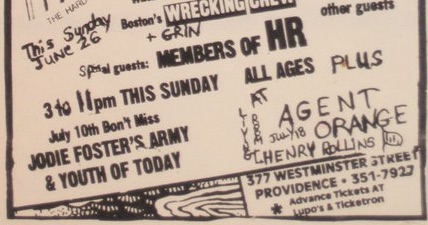 THE HARD
Boston's WRECKING CREW
other guests
This Sunday
JUNE 26
+ GRIN
Special guests: MEMBERS OF HR
3 to 11pm THIS SUNDAY
ALL AGES PLUS
July 10th Don't Miss
JODIE FOSTER'S ARMY
& YOUTH OF TODAY
AT
AGENT
JULY 18 ORANGE
HENRY ROLLINS
377 WESTMINSTER STREET
PROVIDENCE • 351-7927
* Advance Tickets AT
Lupo's & Ticketron